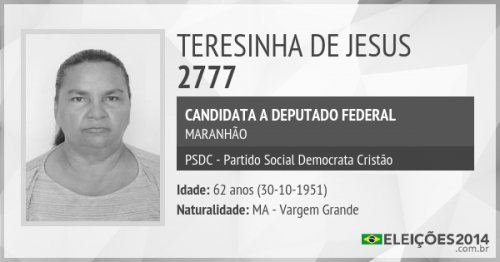 TERESINHA DE JESUS
2777
CANDIDATA A DEPUTADO FEDERAL
MARANHÃO
PSDC - Partido Social Democrata Cristão
Idade: 62 anos (30-10-1951)
Naturalidade: MA - Vargem Grande
ELEIÇÕES2014
.com.br